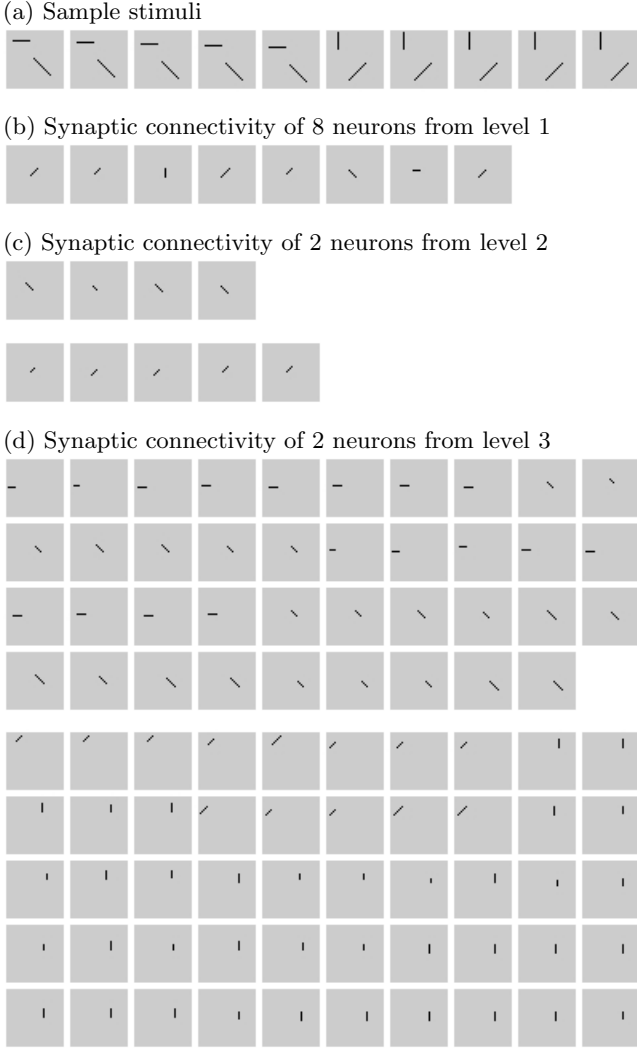 (a) Sample stimuli
(b) Synaptic connectivity of 8 neurons from level 1
(c) Synaptic connectivity of 2 neurons from level 2
(d) Synaptic connectivity of 2 neurons from level 3